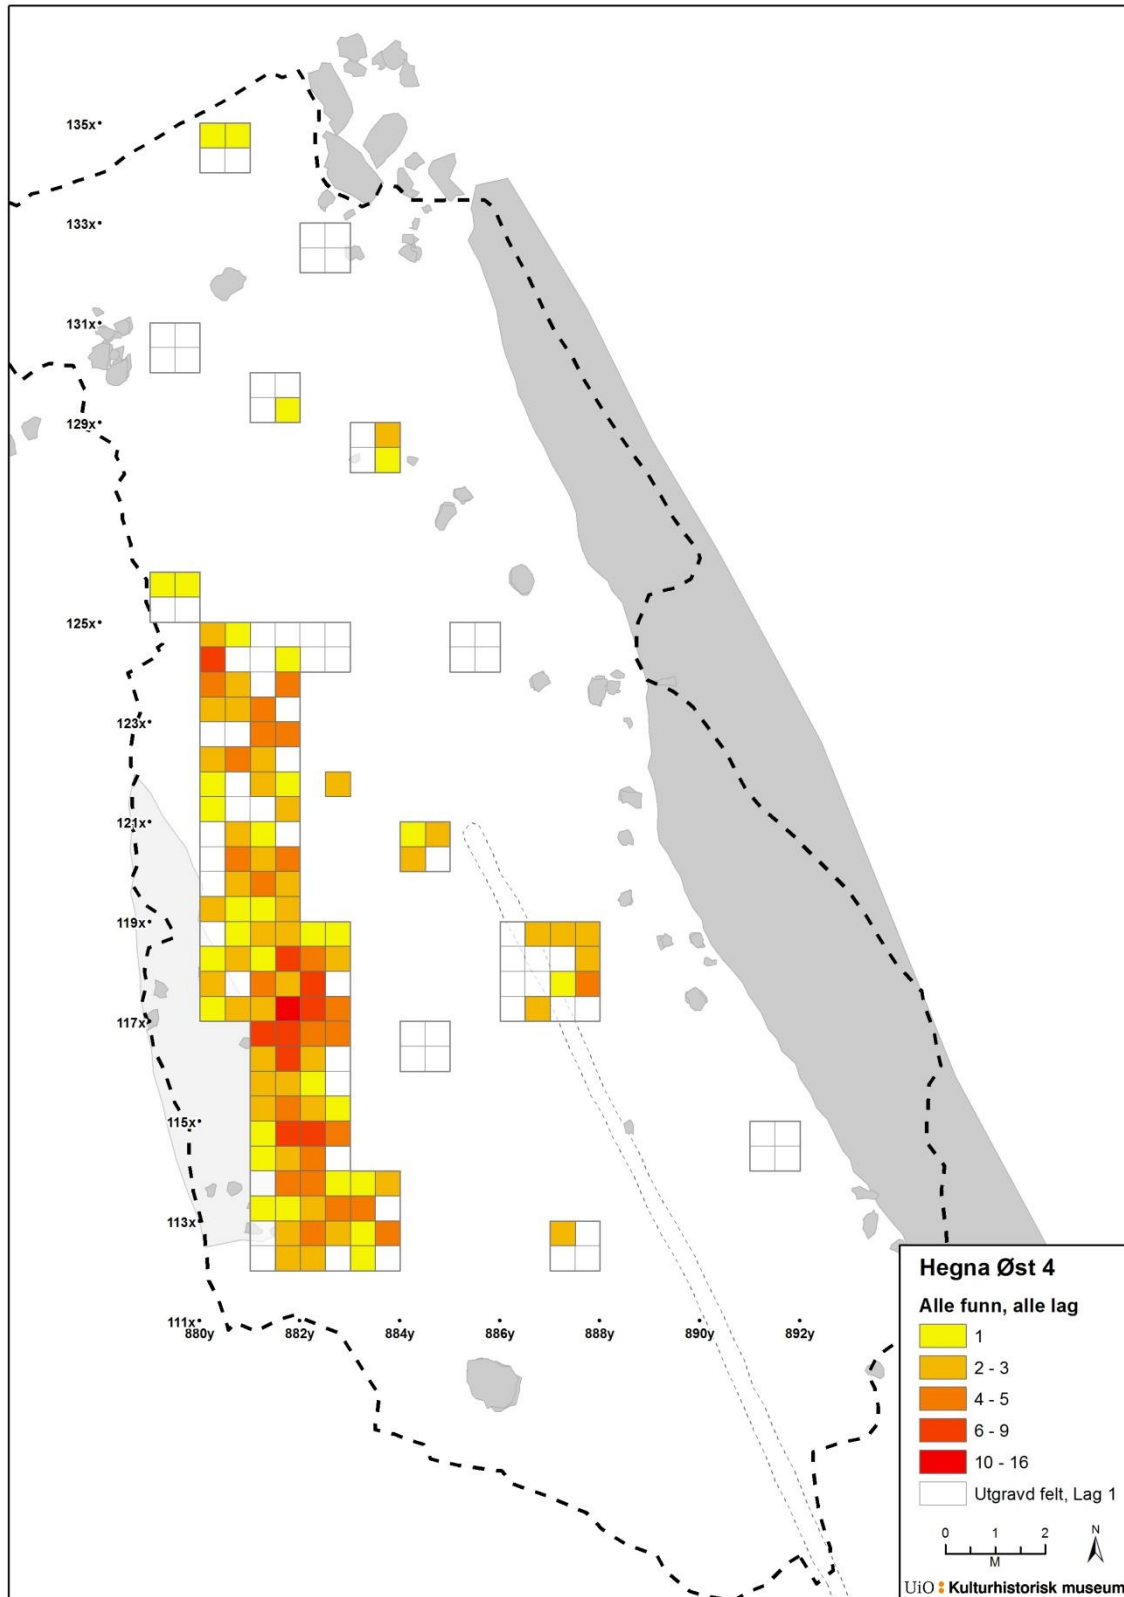 135x
133x
131x
129x
125x
123x
121x
119x
117x
115x
113x
111x
880y 882y 884y 886y 888y 890y 892y
Hegna Øst 4
Alle funn, alle lag
1
2 - 3
4 - 5
6 - 9
10 - 16
Utgravd felt, Lag 1
0 1 2
M
N
UiO : Kulturhistorisk museum